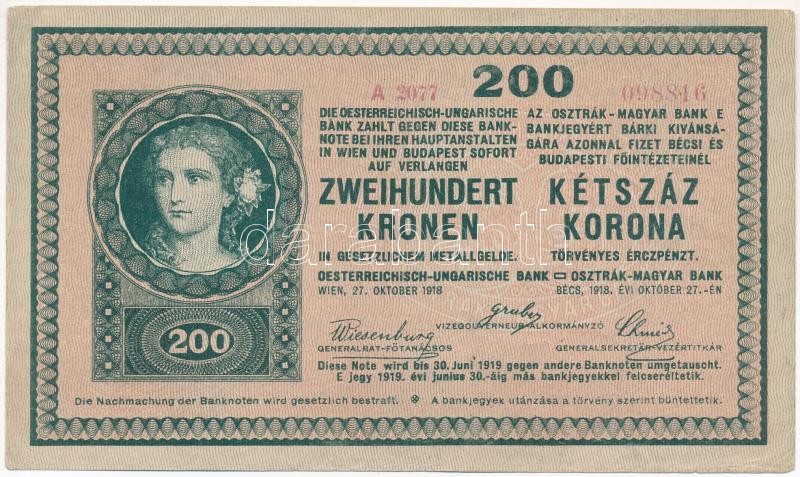 200
A 2077
098816
DIE OESTERREICHISCH-UNGARISCHE
BANK ZAHLT GEGEN DIESE BANK-
NOTE BEI IHREN HAUPTANSTALTEN
IN WIEN UND BUDAPEST SOFORT
AUF VERLANGEN
ZWEIHUNDERT
KRONEN
IN GESETZLICHEM METALLGELDE.
OESTERREICHISCH-UNGARISCHE BANK
WIEN, 27. OKTOBER 1918
AZ OSZTRÁK-MAGYAR BANK E
BANKJEGYÉRT BÁRKI KIVÁNSÁ-
GÁRA AZONNAL FIZET BÉCSI ÉS
BUDAPESTI FŐINTÉZETEINÉL
KÉTSZÁZ
KORONA
TÖRVÉNYES ÉRCZPÉNZT.
OSZTRÁK-MAGYAR BANK
BÉCS, 1918. ÉVI OKTÓBER 27.-ÉN
Gruber
VIZEGOUVERNEUR ALKORMÁNYZÓ
Wiesenburg
GENERALRAT-FŐTANÁCSOS
Schmid
GENERALSEKRETÄR-VEZÉRTITKÁR
Diese Note wird bis 30. Juni 1919 gegen andere Banknoten umgetauscht.
E jegy 1919. évi junius 30.-áig más bankjegyekkel felcseréltetik.
200
Die Nachmachung der Banknoten wird gesetzlich bestraft. A bankjegyek utánzása a törvény szerint büntettetik.
darabanth